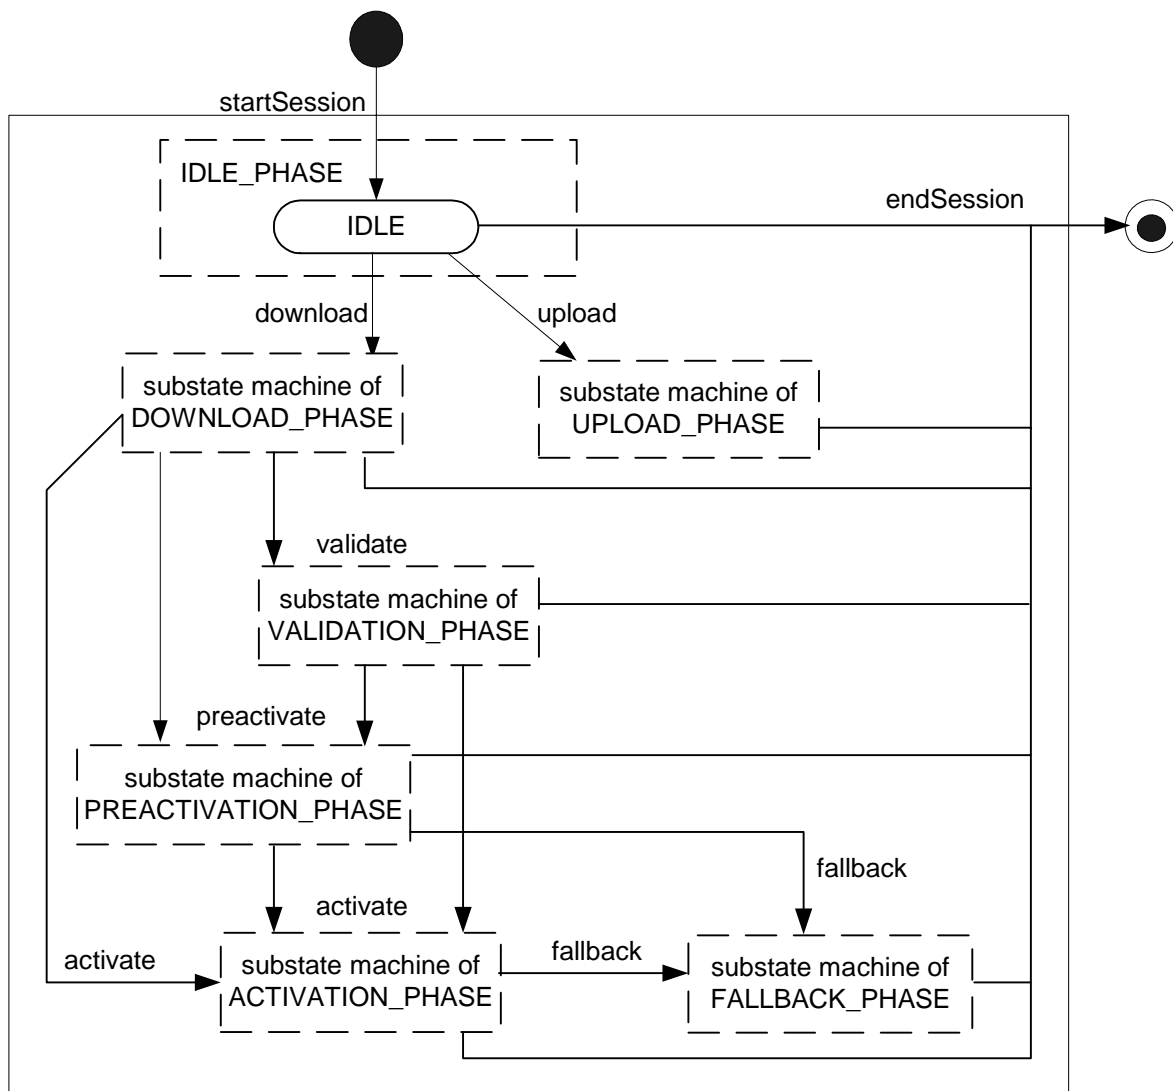 startSession
IDLE_PHASE
endSession
IDLE
download
upload
substate machine of
DOWNLOAD_PHASE
substate machine of
UPLOAD_PHASE
validate
substate machine of
VALIDATION_PHASE
preactivate
substate machine of
PREACTIVATION_PHASE
fallback
activate
activate
fallback
substate machine of
ACTIVATION_PHASE
substate machine of
FALLBACK_PHASE